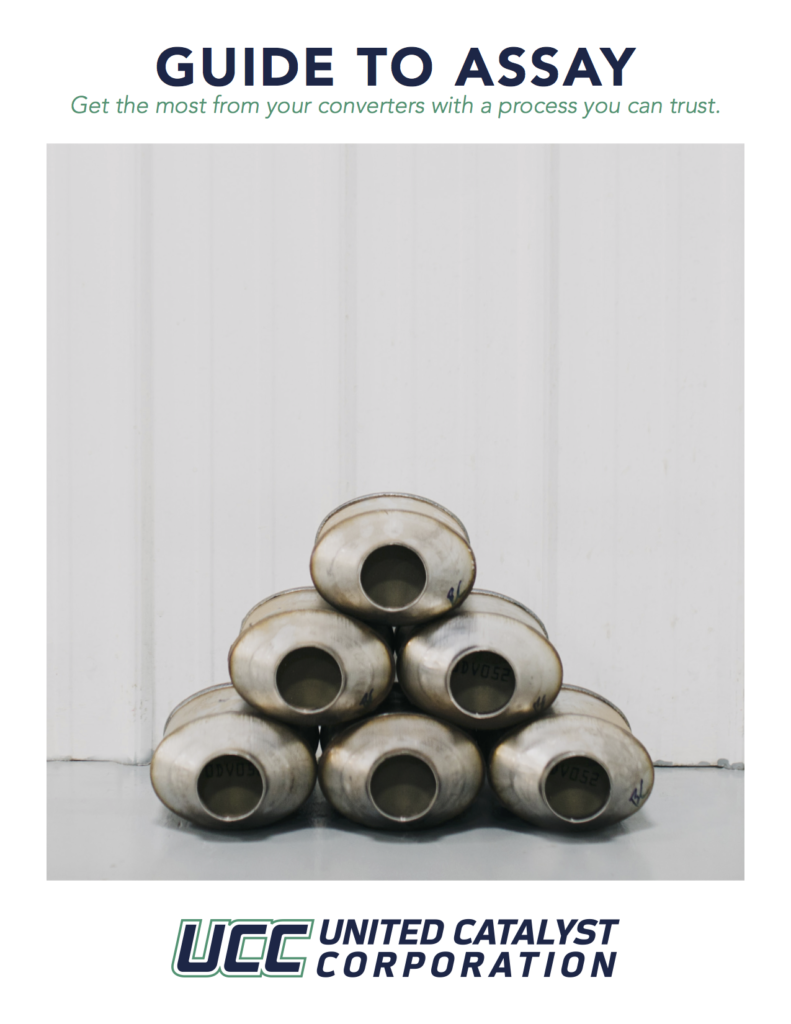 GUIDE TO ASSAY
Get the most from your converters with a process you can trust.
UCC UNITED CATALYST
CORPORATION